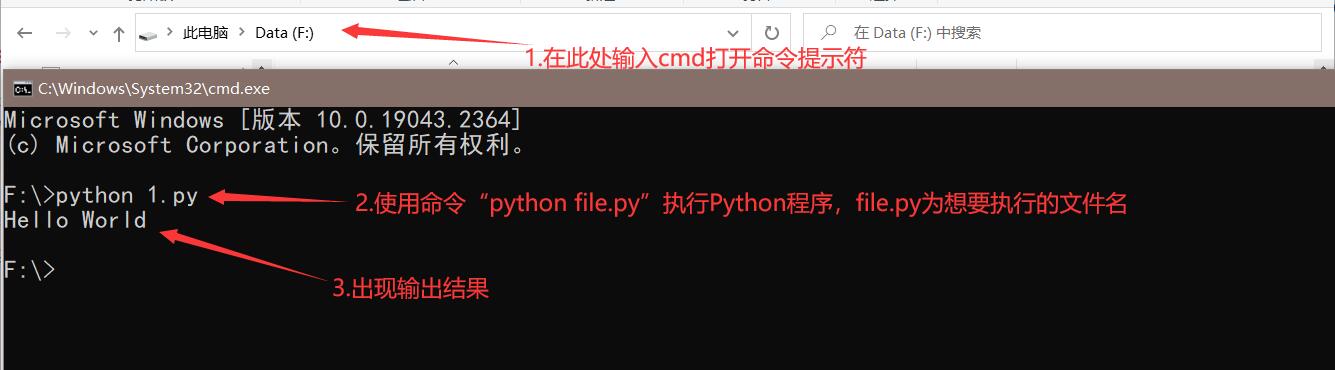 此电脑 Data (F:)
在 Data (F:) 中搜索
1.在此处输入cmd打开命令提示符
C:\Windows\System32\cmd.exe
Microsoft Windows [版本 10.0.19043.2364]
(c) Microsoft Corporation。保留所有权利。
F:\>python 1.py
2.使用命令“python file.py”执行Python程序，file.py为想要执行的文件名
Hello World
F:\>
3.出现输出结果